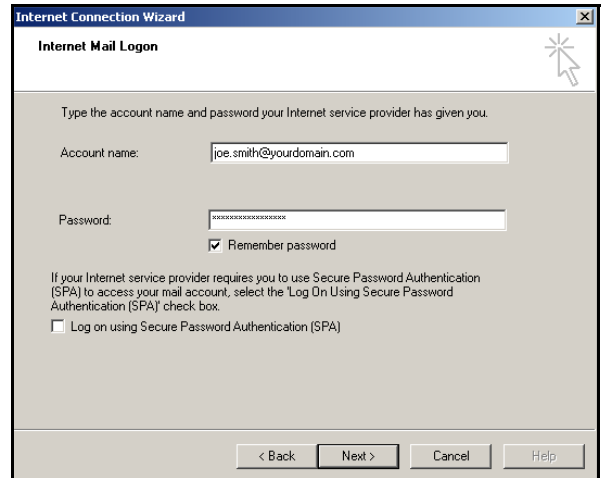 Internet Connection Wizard
Internet Mail Logon
Type the account name and password your Internet service provider has given you.
Account name:
joe.smith@yourdomain.com
Password:
xxxxxxxxxxxxxxxx
Remember password
If your Internet service provider requires you to use Secure Password Authentication
(SPA) to access your mail account, select the 'Log On Using Secure Password
Authentication (SPA)' check box.
Log on using Secure Password Authentication (SPA)
< Back
Next >
Cancel
Help